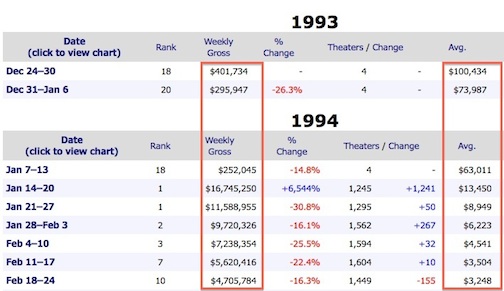 1993
Date (click to view chart) Rank Weekly Gross % Change Theaters / Change Avg.
Dec 24–30 18 $401,734 - 4 - $100,434
Dec 31–Jan 6 20 $295,947 -26.3% 4 - $73,987
1994
Date (click to view chart) Rank Weekly Gross % Change Theaters / Change Avg.
Jan 7–13 18 $252,045 -14.8% 4 - $63,011
Jan 14–20 1 $16,745,250 +6,544% 1,245 +1,241 $13,450
Jan 21–27 1 $11,588,955 -30.8% 1,295 +50 $8,949
Jan 28–Feb 3 2 $9,720,326 -16.1% 1,562 +267 $6,223
Feb 4–10 3 $7,238,354 -25.5% 1,594 +32 $4,541
Feb 11–17 7 $5,620,416 -22.4% 1,604 +10 $3,504
Feb 18–24 10 $4,705,784 -16.3% 1,449 -155 $3,248